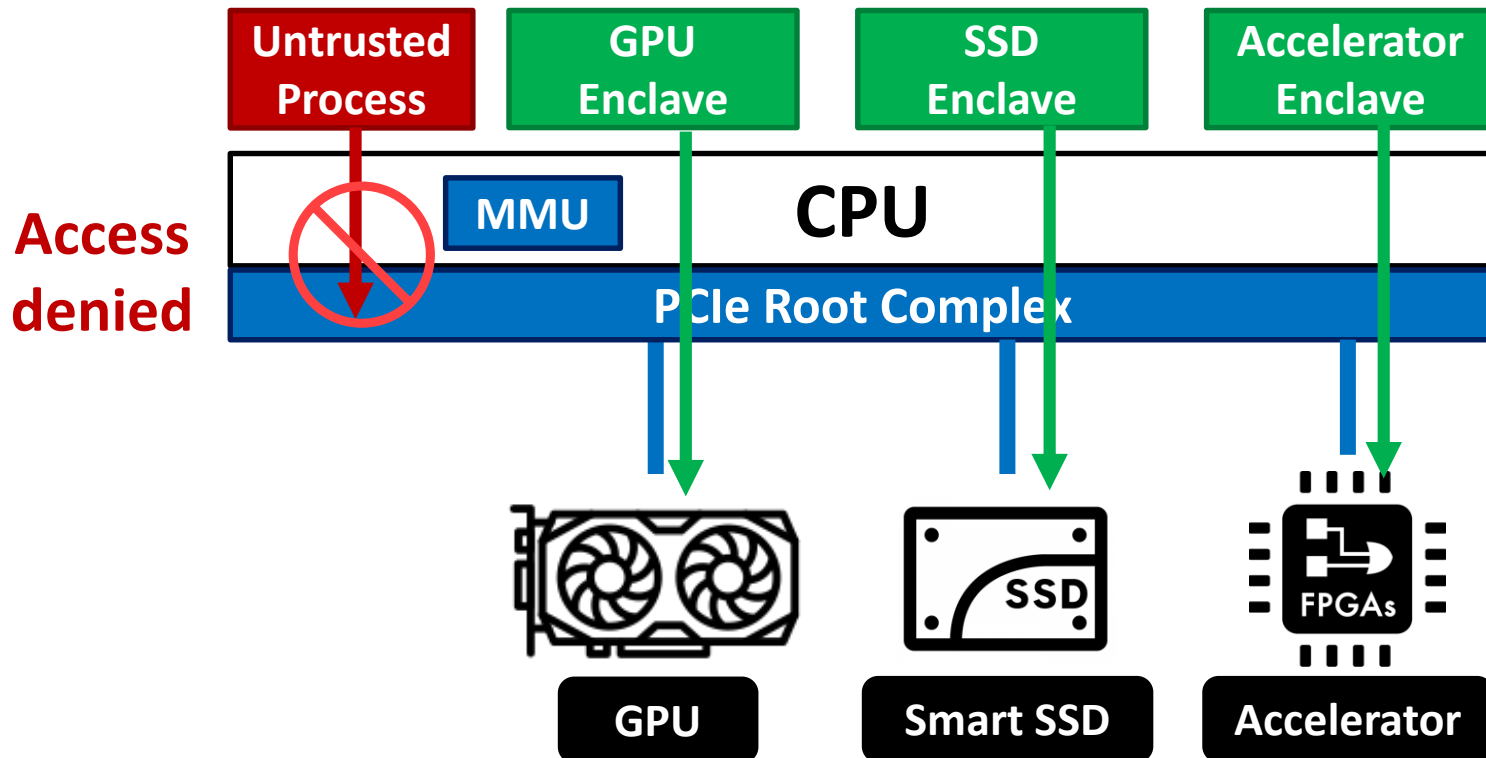 Untrusted
Process
GPU
Enclave
SSD
Enclave
Accelerator
Enclave
Access
denied
MMU
CPU
PCIe Root Complex
SSD
FPGAs
GPU
Smart SSD
Accelerator